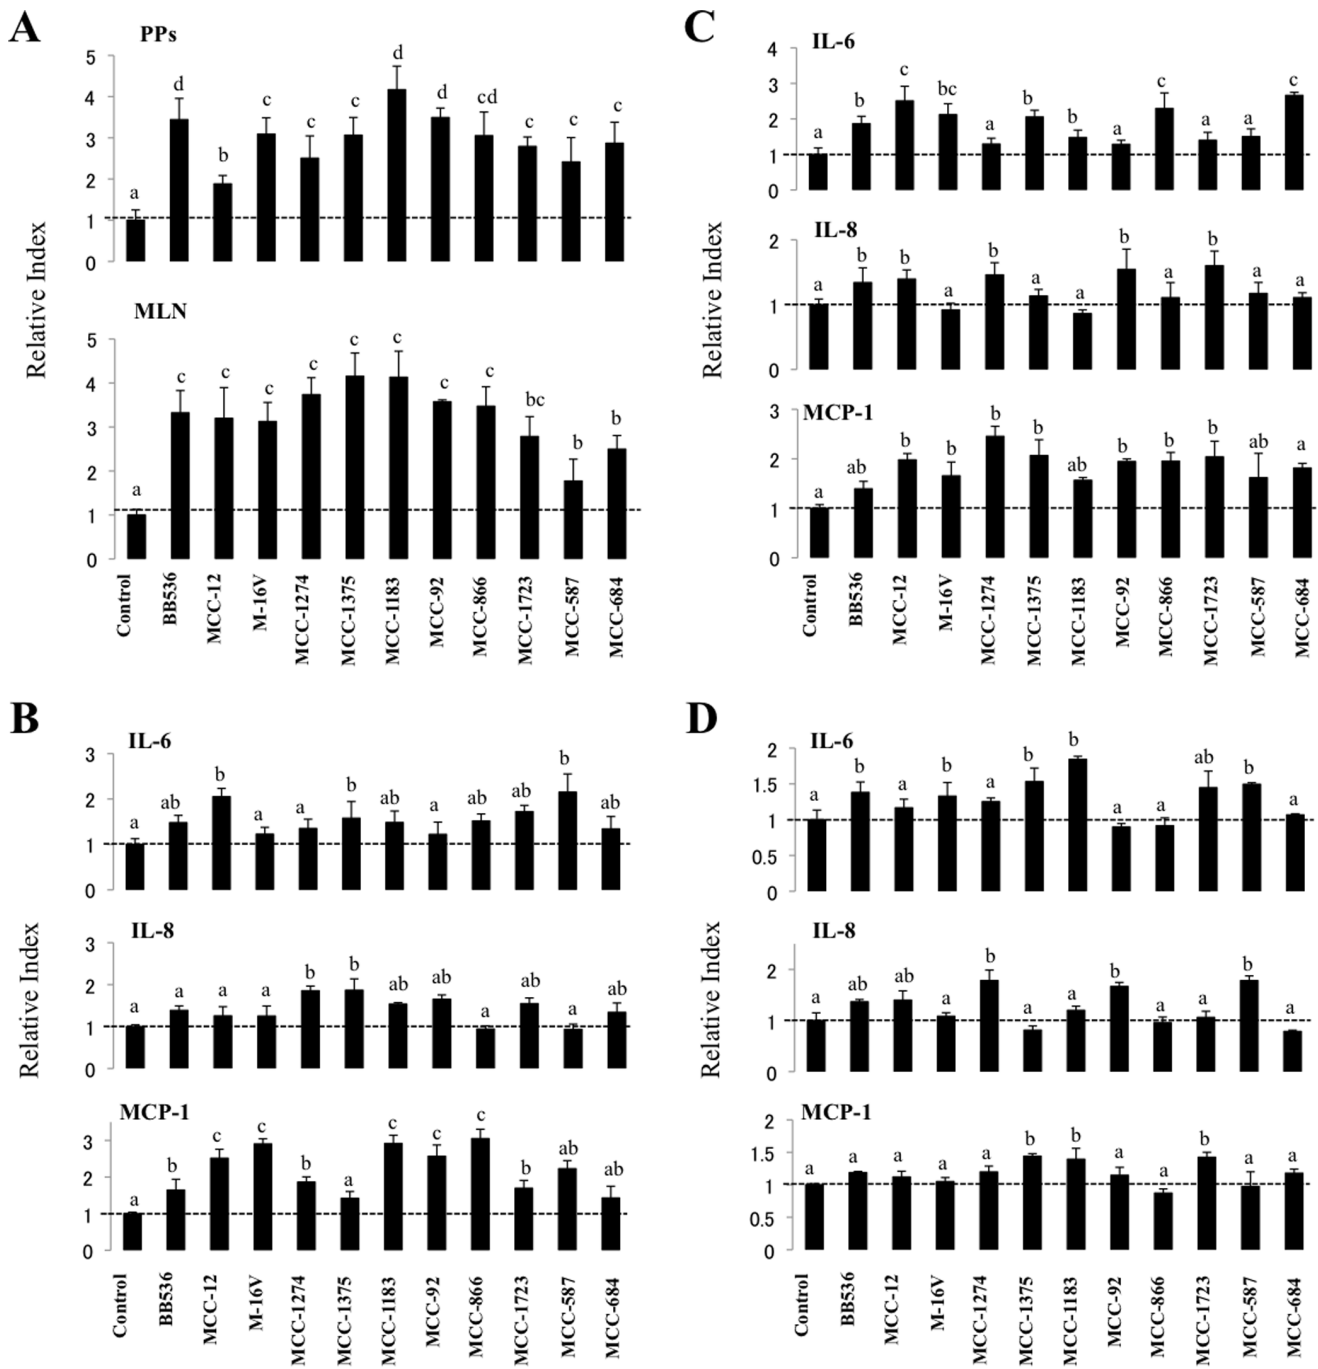 A
PPs
5
4
3
2
1
0
a
d
b
c
c
c
d
d
cd
c
c
c
MLN
5
4
3
2
1
0
a
c
c
c
c
c
c
c
c
bc
b
b
Relative Index
Control
BB536
MCC-12
M-16V
MCC-1274
MCC-1375
MCC-1183
MCC-92
MCC-866
MCC-1723
MCC-587
MCC-684
C
IL-6
4
3
2
1
0
a
b
c
bc
a
b
b
a
c
a
a
c
IL-8
2
1
0
a
b
b
a
b
a
a
b
a
b
a
a
MCP-1
3
2
1
0
a
ab
b
b
b
b
ab
b
b
b
ab
a
Relative Index
Control
BB536
MCC-12
M-16V
MCC-1274
MCC-1375
MCC-1183
MCC-92
MCC-866
MCC-1723
MCC-587
MCC-684
B
IL-6
3
2
1
0
a
ab
b
a
a
b
ab
a
ab
ab
b
ab
IL-8
3
2
1
0
a
a
a
a
b
b
ab
ab
a
ab
a
ab
MCP-1
3
2
1
0
a
b
c
c
b
a
c
c
c
b
ab
ab
Relative Index
Control
BB536
MCC-12
M-16V
MCC-1274
MCC-1375
MCC-1183
MCC-92
MCC-866
MCC-1723
MCC-587
MCC-684
D
IL-6
2
1.5
1
0.5
0
a
b
a
b
a
b
b
a
a
ab
b
a
IL-8
2
1
0
a
ab
ab
a
b
a
a
b
a
a
b
a
MCP-1
2
1.5
1
0.5
0
a
a
a
a
a
b
b
a
a
b
a
a
Relative Index
Control
BB536
MCC-12
M-16V
MCC-1274
MCC-1375
MCC-1183
MCC-92
MCC-866
MCC-1723
MCC-587
MCC-684